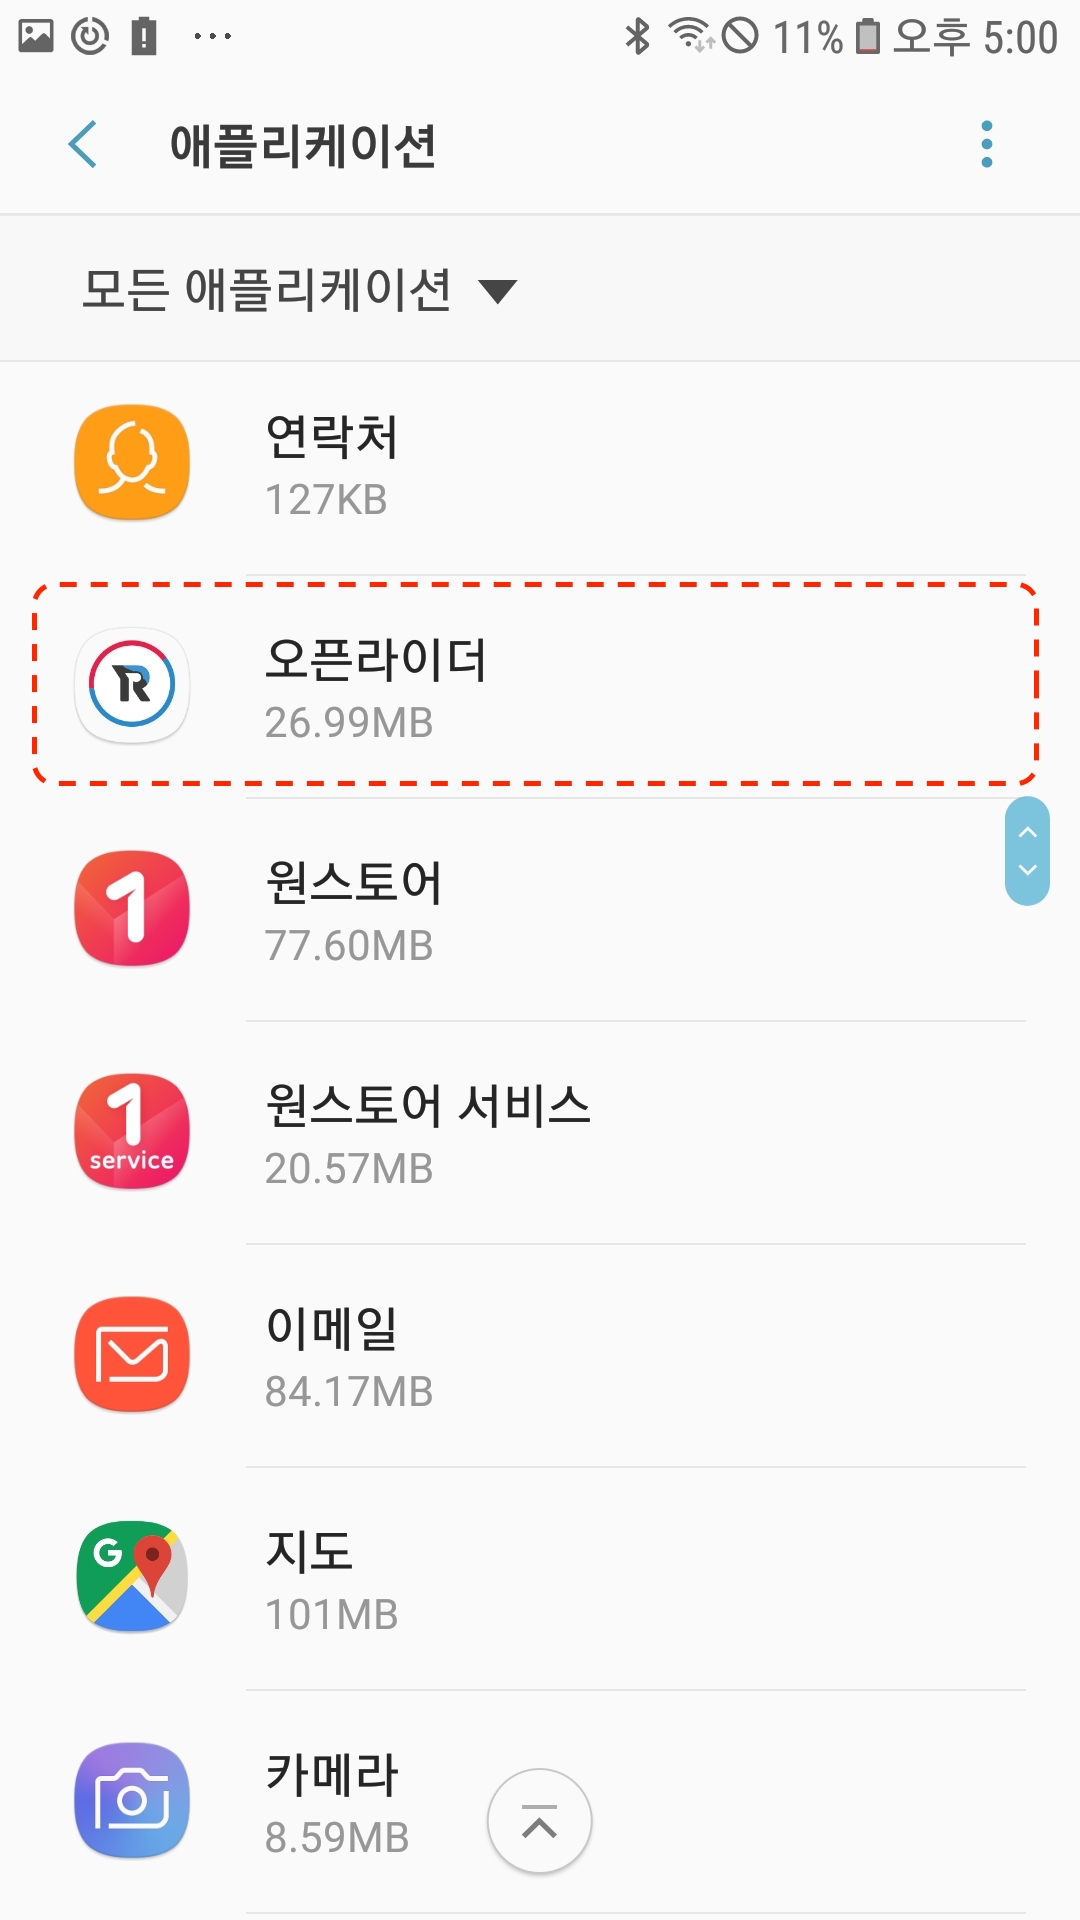 11% 오후 5:00
애플리케이션
모든 애플리케이션
연락처
127KB
오픈라이더
26.99MB
원스토어
77.60MB
원스토어 서비스
20.57MB
service
이메일
84.17MB
지도
101MB
카메라
8.59MB